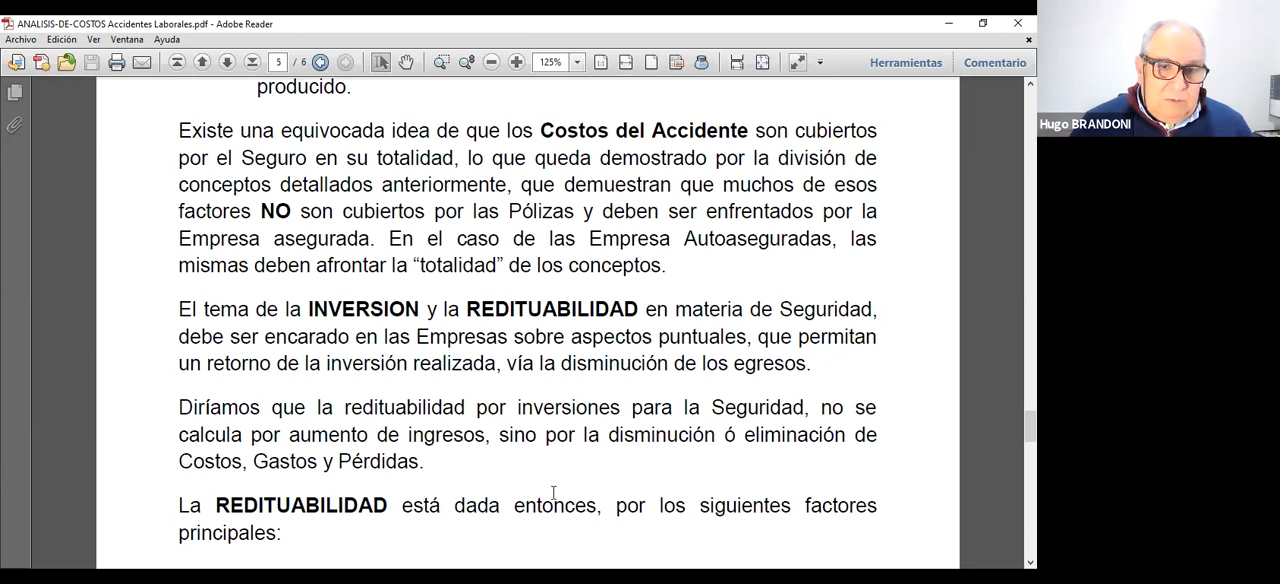 ANALISIS-DE-COSTOS Accidentes Laborales.pdf - Adobe Reader
Archivo Edición Ver Ventana Ayuda
5 / 6 125% Herramientas Comentario
producido.
Existe una equivocada idea de que los Costos del Accidente son cubiertos
por el Seguro en su totalidad, lo que queda demostrado por la división de
conceptos detallados anteriormente, que demuestran que muchos de esos
factores NO son cubiertos por las Pólizas y deben ser enfrentados por la
Empresa asegurada. En el caso de las Empresa Autoaseguradas, las
mismas deben afrontar la “totalidad” de los conceptos.
El tema de la INVERSION y la REDITUABILIDAD en materia de Seguridad,
debe ser encarado en las Empresas sobre aspectos puntuales, que permitan
un retorno de la inversión realizada, vía la disminución de los egresos.
Diríamos que la redituabilidad por inversiones para la Seguridad, no se
calcula por aumento de ingresos, sino por la disminución ó eliminación de
Costos, Gastos y Pérdidas.
La REDITUABILIDAD está dada entonces, por los siguientes factores
principales:
Hugo BRANDONI